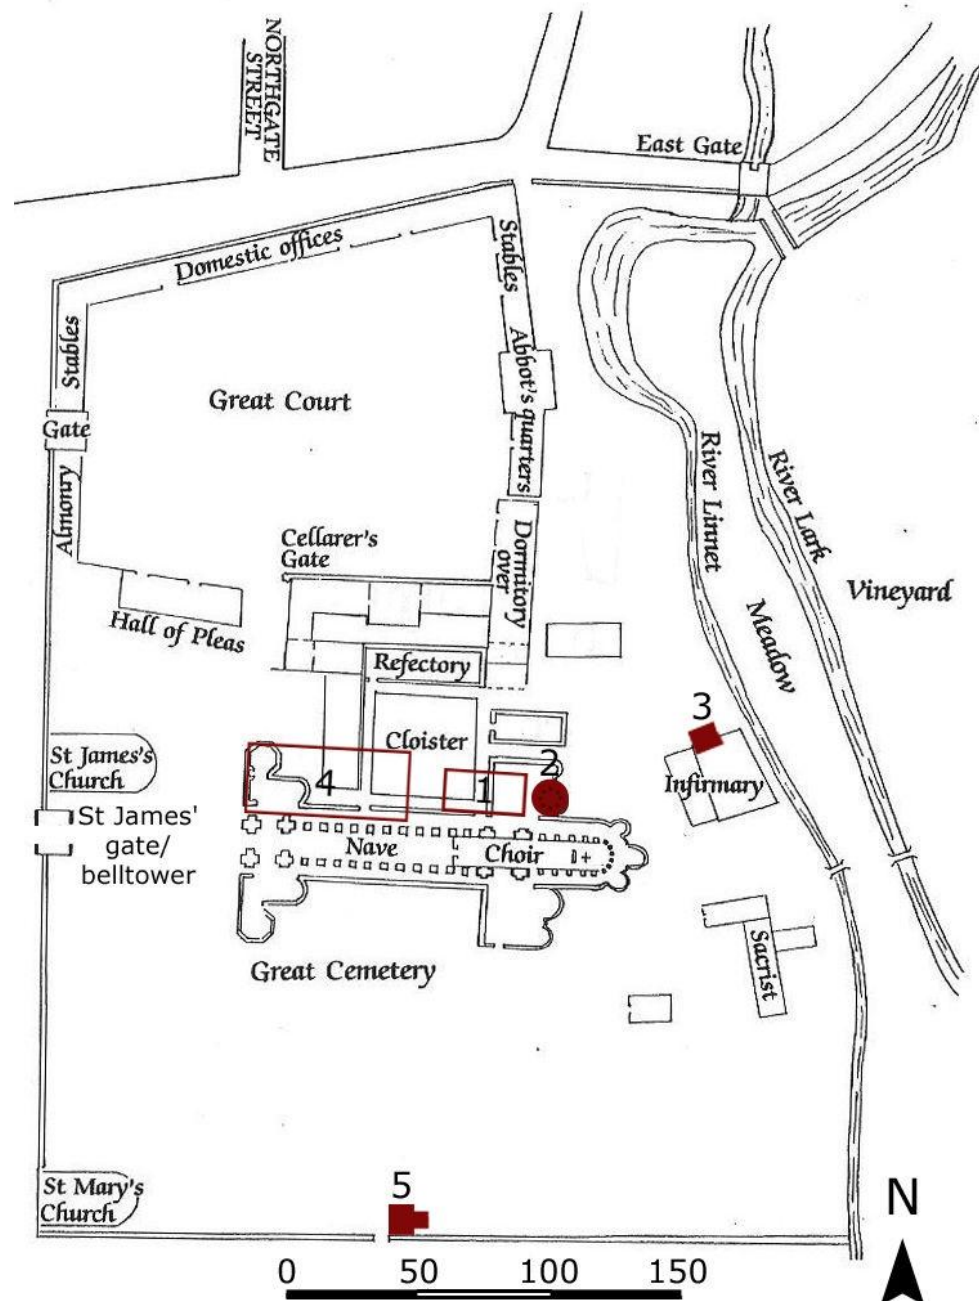 NORTHGATE
STREET
East Gate
Domestic offices
Stables
Stables
Abbot's quarters
Great Court
Gate
Almonry
River Linnet
River Lark
Cellarer's
Gate
Dormitory
over
Vineyard
Hall of Pleas
Meadow
Refectory
3
St James's
Church
Cloister
4
1
2
Infirmary
St James'
gate/
belltower
Nave
Choir
Sacrist
Great Cemetery
St Mary's
Church
5
N
0 50 100 150